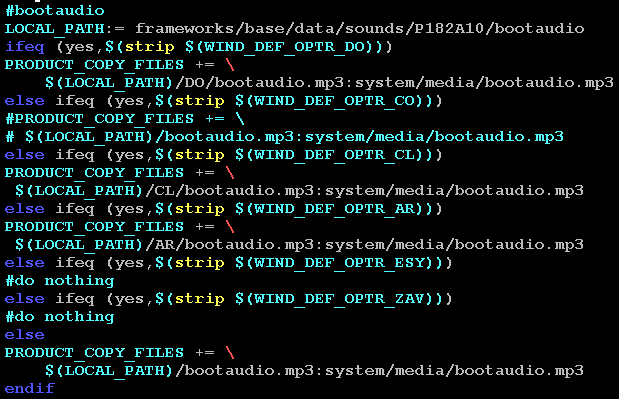 #bootaudio
LOCAL_PATH:= frameworks/base/data/sounds/P182A10/bootaudio
ifeq (yes,$(strip $(WIND_DEF_OPTR_DO)))
PRODUCT_COPY_FILES += \
    $(LOCAL_PATH)/DO/bootaudio.mp3:system/media/bootaudio.mp3
else ifeq (yes,$(strip $(WIND_DEF_OPTR_CO)))
#PRODUCT_COPY_FILES += \
# $(LOCAL_PATH)/bootaudio.mp3:system/media/bootaudio.mp3
else ifeq (yes,$(strip $(WIND_DEF_OPTR_CL)))
PRODUCT_COPY_FILES += \
 $(LOCAL_PATH)/CL/bootaudio.mp3:system/media/bootaudio.mp3
else ifeq (yes,$(strip $(WIND_DEF_OPTR_AR)))
PRODUCT_COPY_FILES += \
 $(LOCAL_PATH)/AR/bootaudio.mp3:system/media/bootaudio.mp3
else ifeq (yes,$(strip $(WIND_DEF_OPTR_ESY)))
#do nothing
else ifeq (yes,$(strip $(WIND_DEF_OPTR_ZAV)))
#do nothing
else
PRODUCT_COPY_FILES += \
    $(LOCAL_PATH)/bootaudio.mp3:system/media/bootaudio.mp3
endif